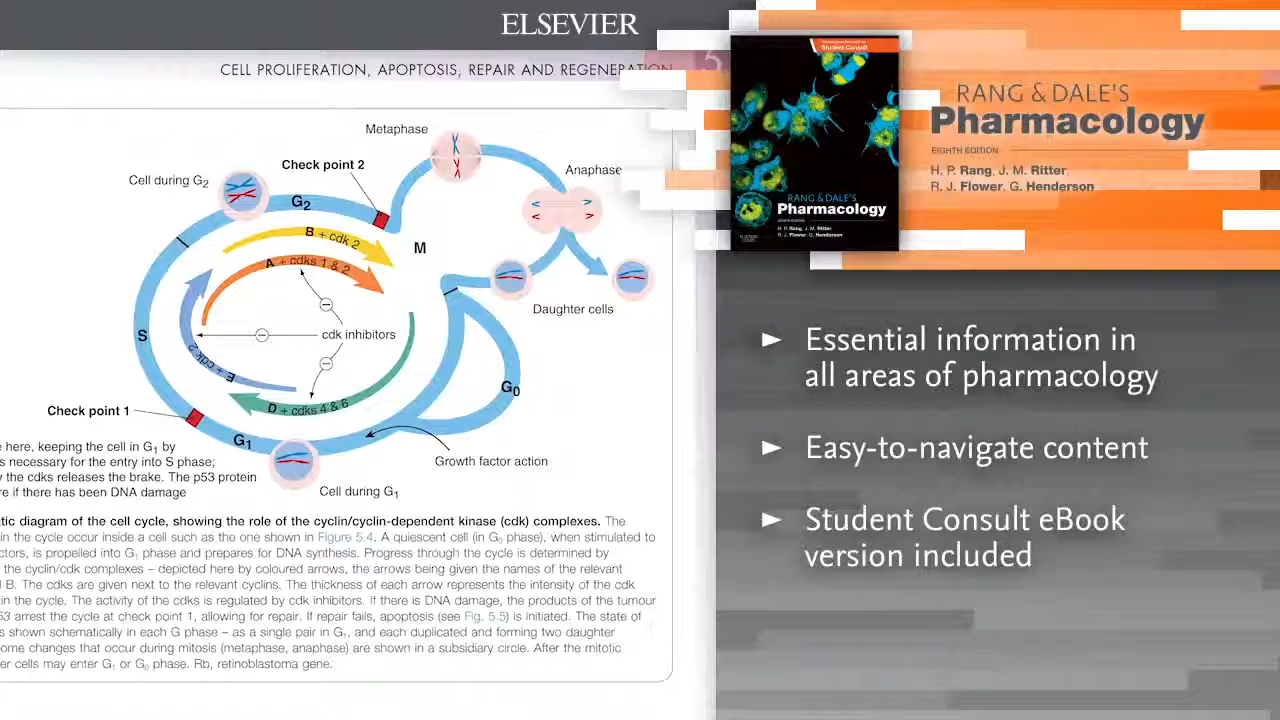 ELSEVIER
5
CELL PROLIFERATION, APOPTOSIS, REPAIR AND REGENERATION
Metaphase
Check point 2
Anaphase
Cell during G2
G2
B + cdk 2
A + cdks 1 & 2
M
I
Daughter cells
S
cdk inhibitors
E + cdk 2
D + cdks 4 & 6
G0
Check point 1
G1
Growth factor action
Cell during G1
here, keeping the cell in G1 by
s necessary for the entry into S phase;
the cdks releases the brake. The p53 protein
re if there has been DNA damage
tic diagram of the cell cycle, showing the role of the cyclin/cyclin-dependent kinase (cdk) complexes. The
in the cycle occur inside a cell such as the one shown in Figure 5.4. A quiescent cell (in G0 phase), when stimulated to
ctors, is propelled into G1 phase and prepares for DNA synthesis. Progress through the cycle is determined by
the cyclin/cdk complexes – depicted here by coloured arrows, the arrows being given the names of the relevant
B. The cdks are given next to the relevant cyclins. The thickness of each arrow represents the intensity of the cdk
in the cycle. The activity of the cdks is regulated by cdk inhibitors. If there is DNA damage, the products of the tumour
53 arrest the cycle at check point 1, allowing for repair. If repair fails, apoptosis (see Fig. 5.5) is initiated. The state of
s shown schematically in each G phase – as a single pair in G1, and each duplicated and forming two daughter
ome changes that occur during mitosis (metaphase, anaphase) are shown in a subsidiary circle. After the mitotic
er cells may enter G1 or G0 phase. Rb, retinoblastoma gene.
Student Consult
RANG & DALE'S
Pharmacology
EIGHTH EDITION
H. P. Rang, J. M. Ritter
R. J. Flower, G. Henderson
RANG & DALE'S
Pharmacology
EIGHTH EDITION
H. P. Rang, J. M. Ritter,
R. J. Flower, G. Henderson
► Essential information in
all areas of pharmacology
► Easy-to-navigate content
► Student Consult eBook
version included